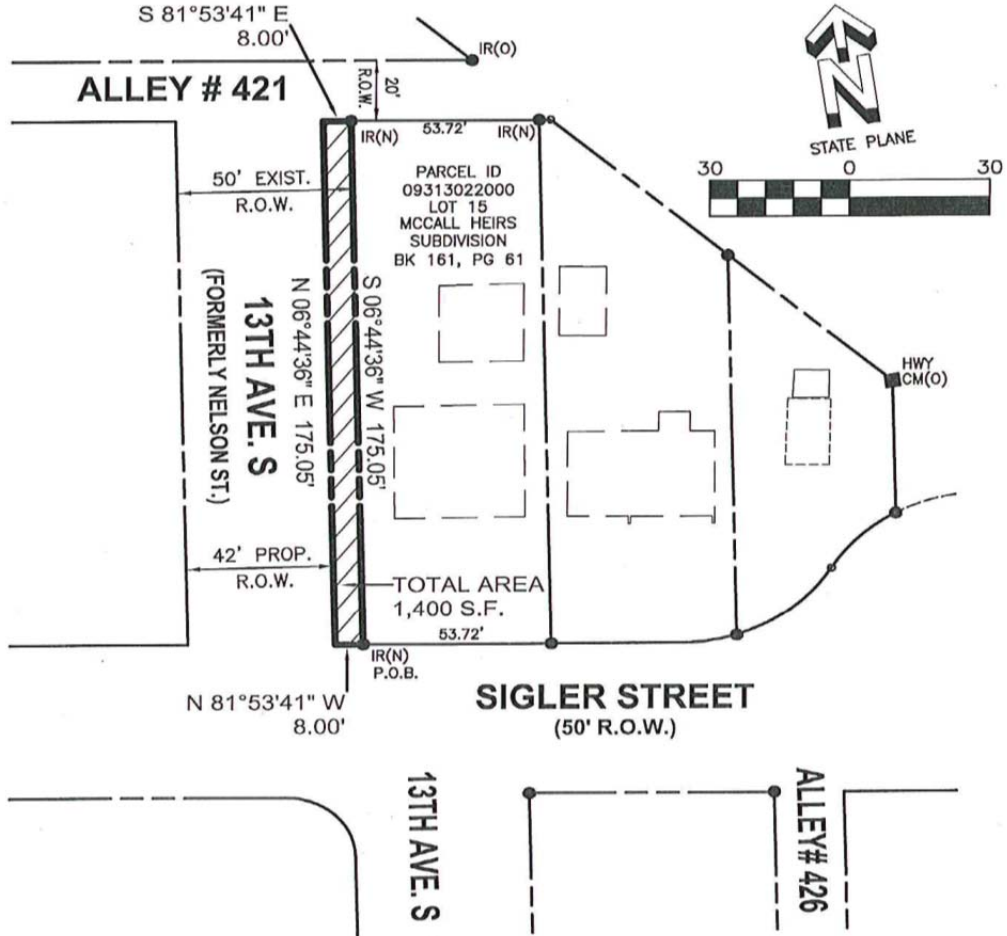 S 81°53'41" E
8.00'
IR(O)
ALLEY # 421
20'
R.O.W.
N
STATE PLANE
IR(N)
53.72'
IR(N)
30 0 30
50' EXIST.
R.O.W.
PARCEL ID
09313022000
LOT 15
MCCALL HEIRS
SUBDIVISION
BK 161, PG 61
13TH AVE. S
(FORMERLY NELSON ST.)
N 06°44'36" E 175.05'
S 06°44'36" W 175.05'
HWY
CM(O)
42' PROP.
R.O.W.
TOTAL AREA
1,400 S.F.
53.72'
IR(N)
P.O.B.
N 81°53'41" W
8.00'
SIGLER STREET
(50' R.O.W.)
13TH AVE. S
ALLEY# 426